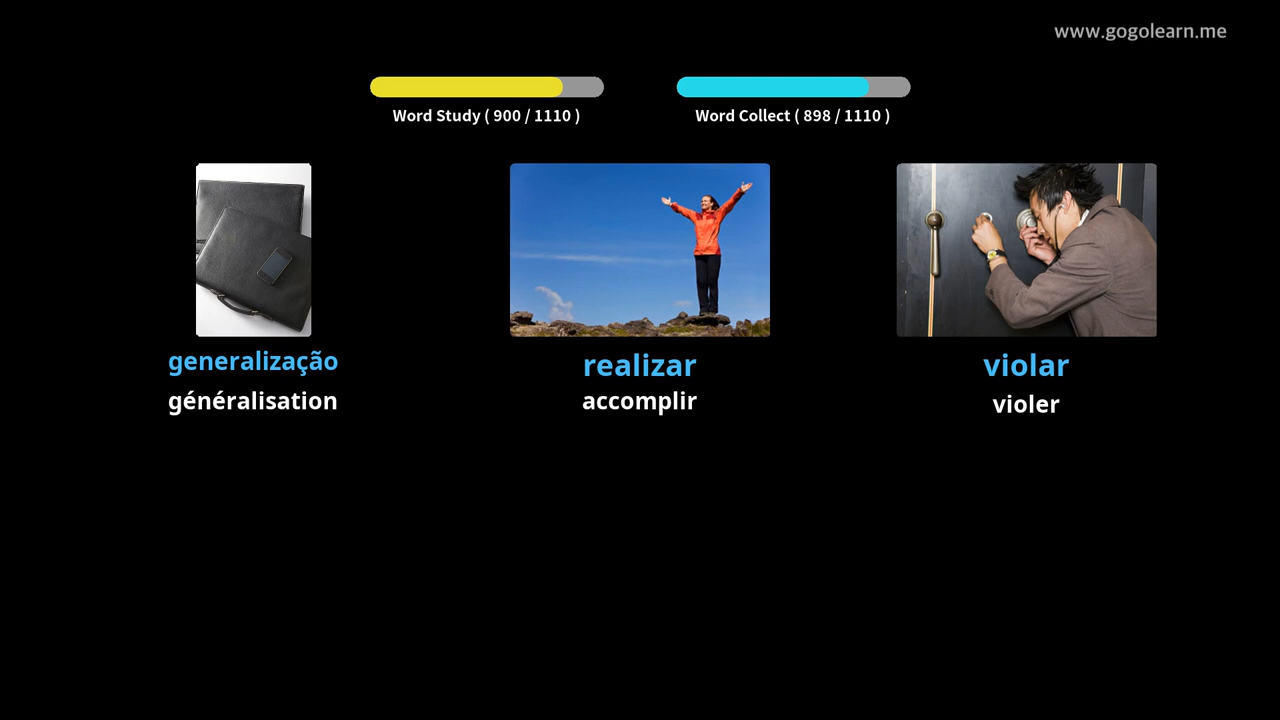 www.gogolearn.me
Word Study ( 900 / 1110 )
Word Collect ( 898 / 1110 )
generalização
généralisation
realizar
accomplir
violar
violer